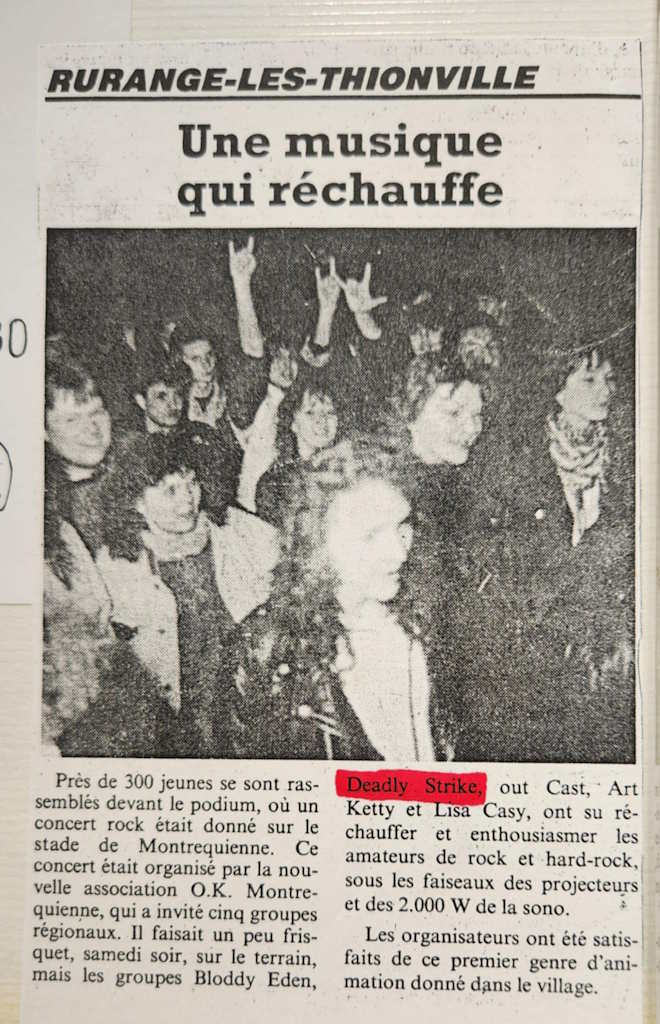 RURANGE-LES-THIONVILLE
Une musique
qui réchauffe
Près de 300 jeunes se sont ras-
semblés devant le podium, où un
concert rock était donné sur le
stade de Montrequienne. Ce
concert était organisé par la nou-
velle association O.K. Montre-
quienne, qui a invité cinq groupes
régionaux. Il faisait un peu fris-
quet, samedi soir, sur le terrain,
mais les groupes Bloddy Eden,
Deadly Strike, out Cast, Art
Ketty et Lisa Casy, ont su ré-
chauffer et enthousiasmer les
amateurs de rock et hard-rock,
sous les faiseaux des projecteurs
et des 2.000 W de la sono.
Les organisateurs ont été satis-
faits de ce premier genre d'ani-
mation donné dans le village.